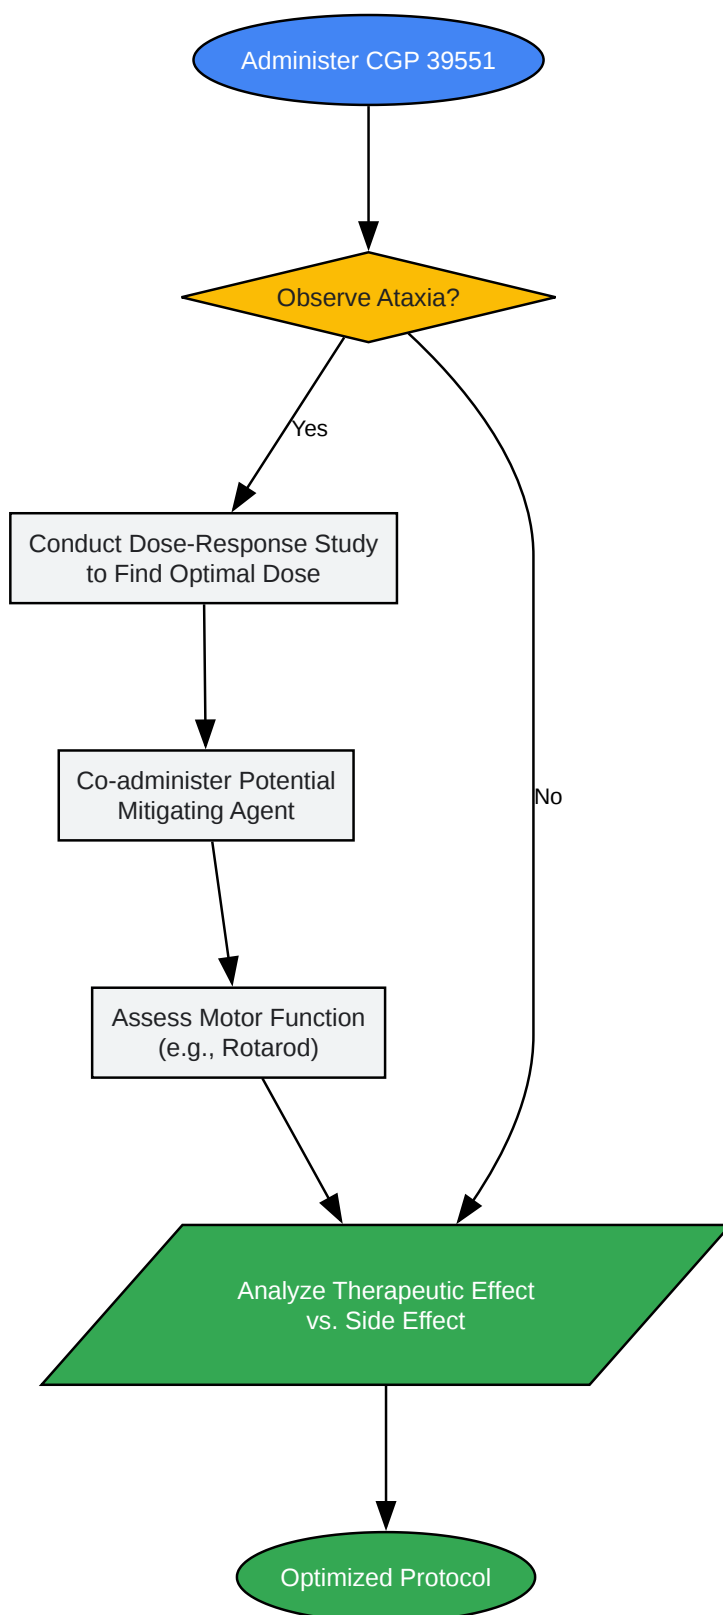 Administer CGP 39551
Observe Ataxia?
Yes
Conduct Dose-Response Study
to Find Optimal Dose
Co-administer Potential
Mitigating Agent
No
Assess Motor Function
(e.g., Rotarod)
Analyze Therapeutic Effect
vs. Side Effect
Optimized Protocol